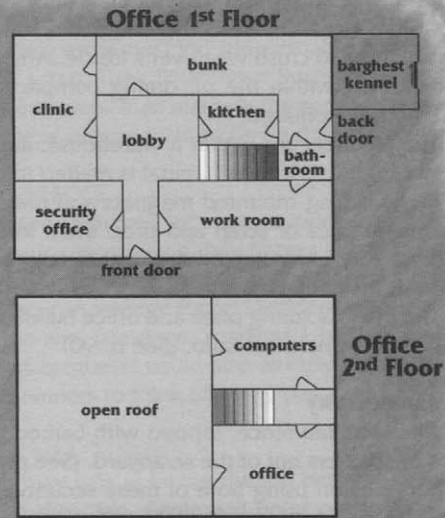 Office 1st Floor
bunk
barghest
kennel
clinic
kitchen
lobby
back
door
bath-
room
security
office
work room
front door
computers
Office
2nd Floor
open roof
office